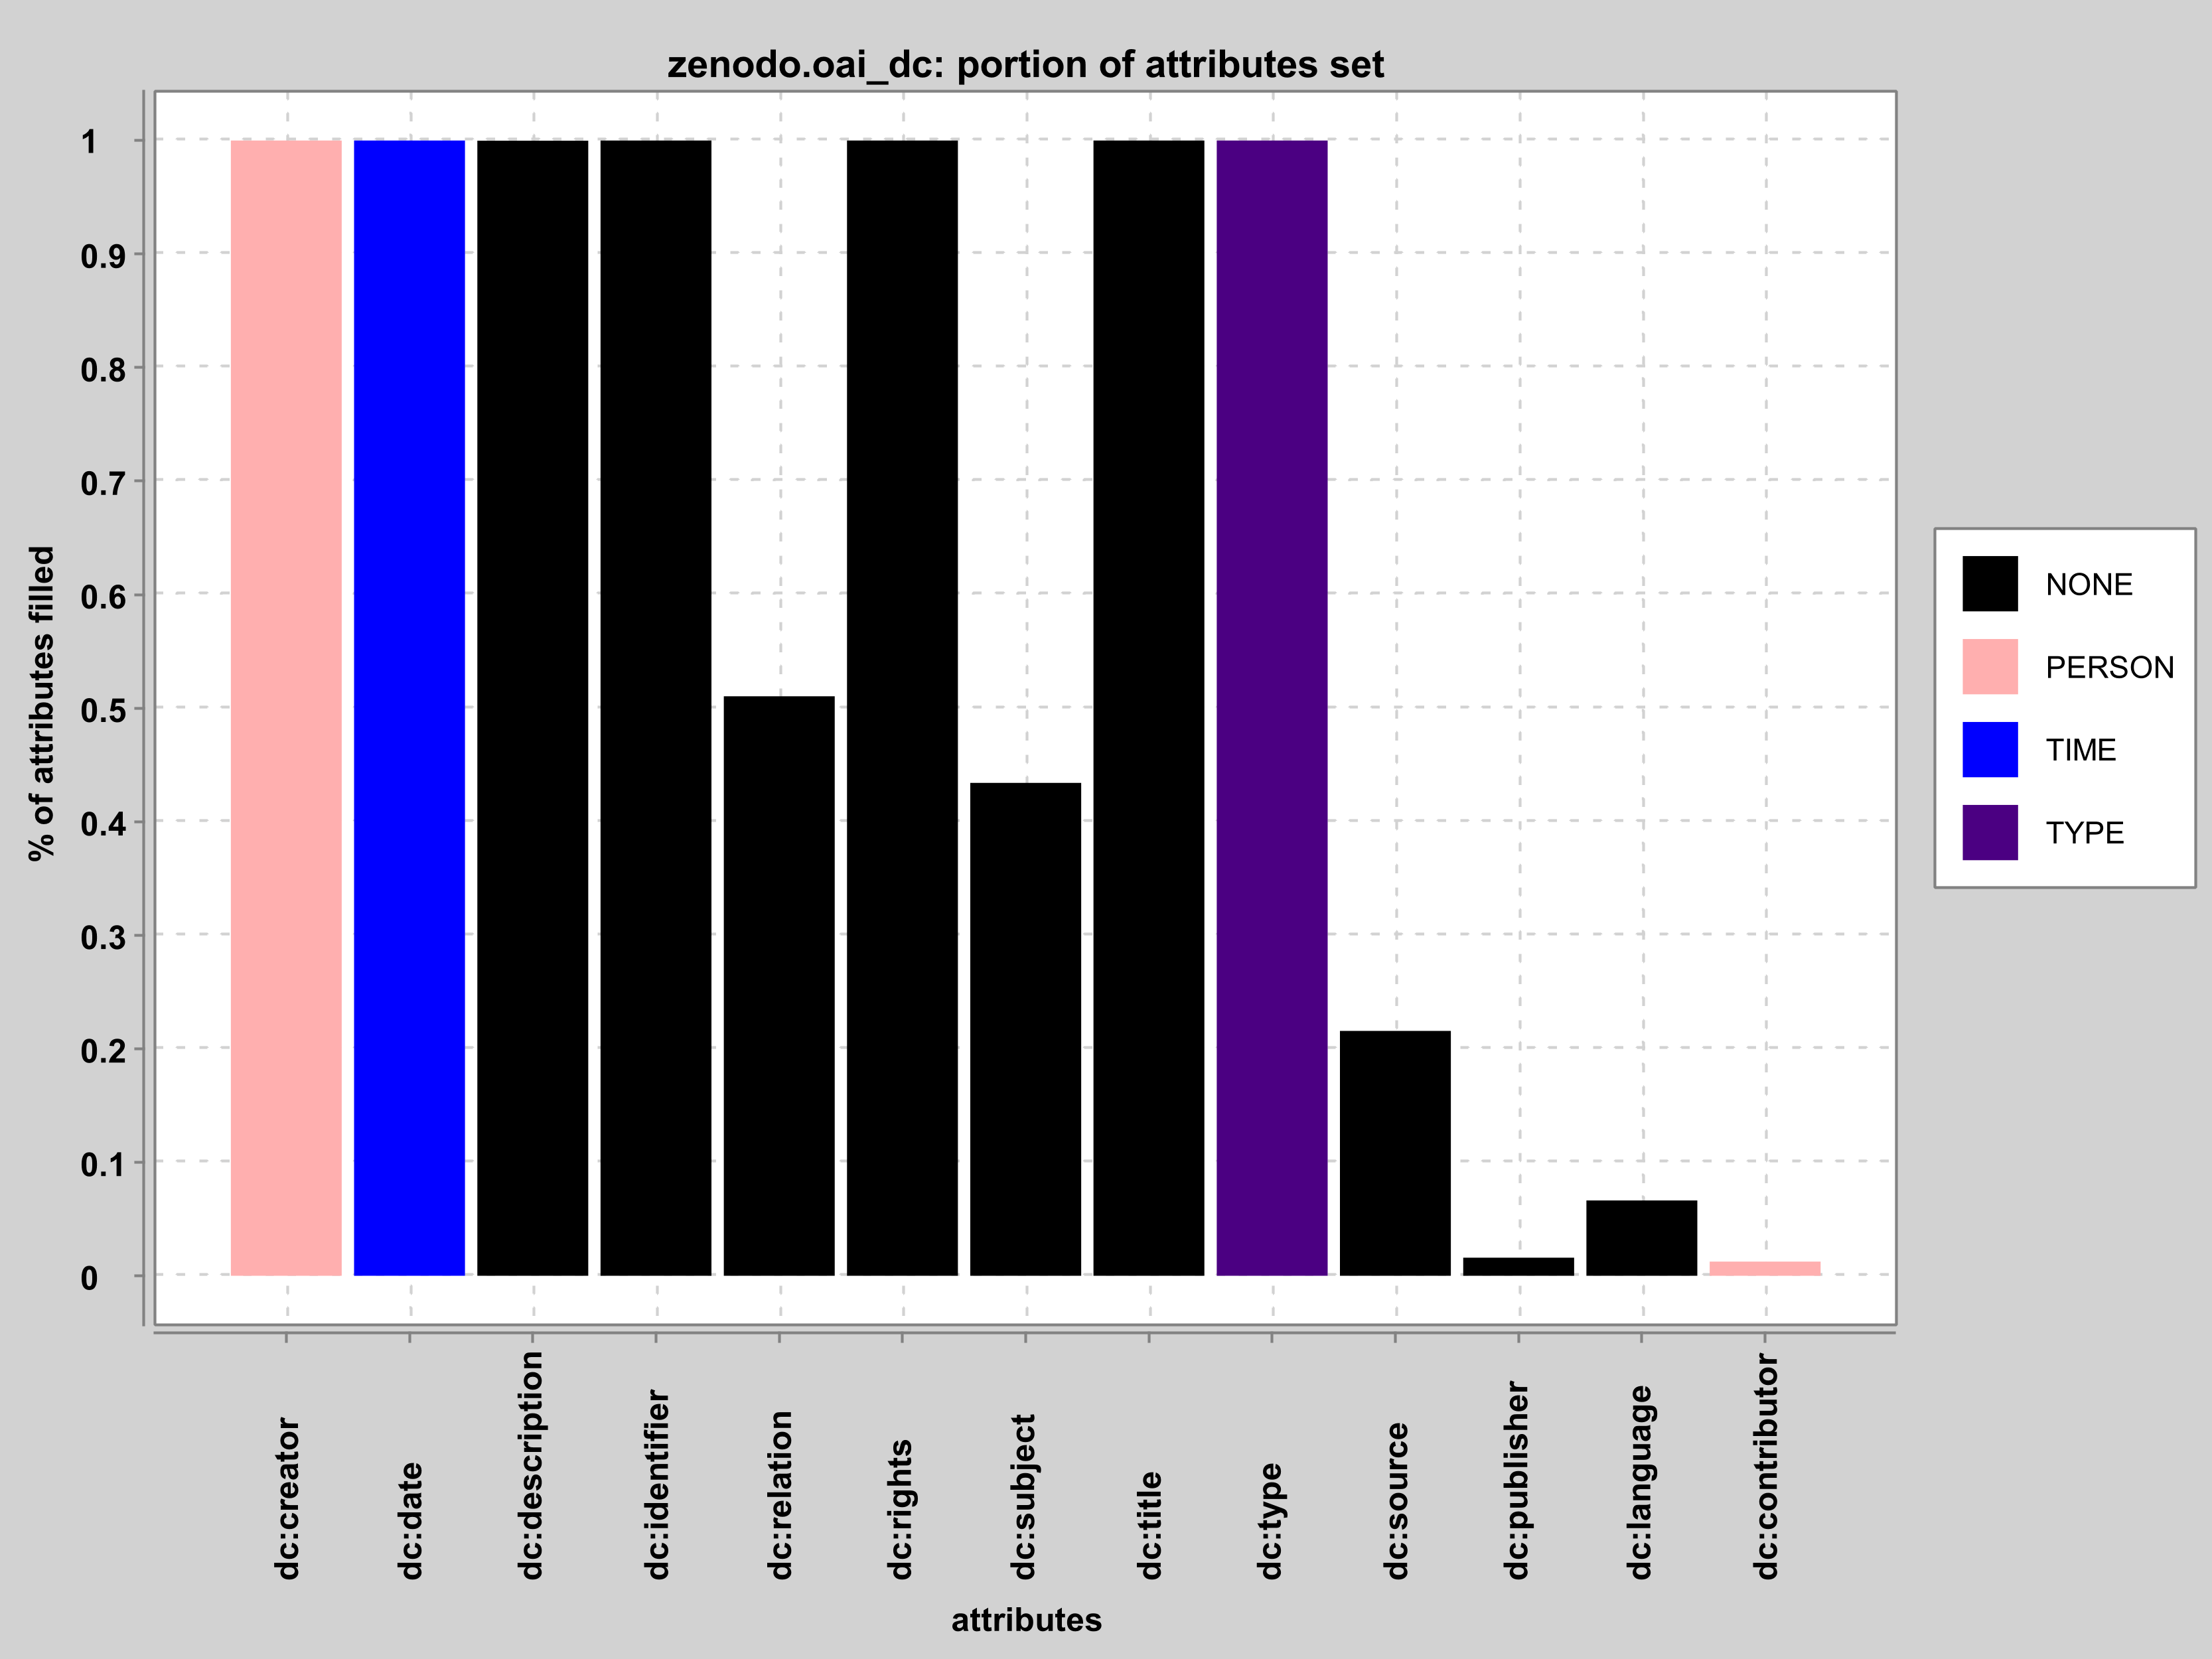 zenodo.oai_dc: portion of attributes set
% of attributes filled
1
0.9
0.8
0.7
0.6
0.5
0.4
0.3
0.2
0.1
0
dc:creator
dc:date
dc:description
dc:identifier
dc:relation
dc:rights
dc:subject
dc:title
dc:type
dc:source
dc:publisher
dc:language
dc:contributor
attributes
NONE
PERSON
TIME
TYPE